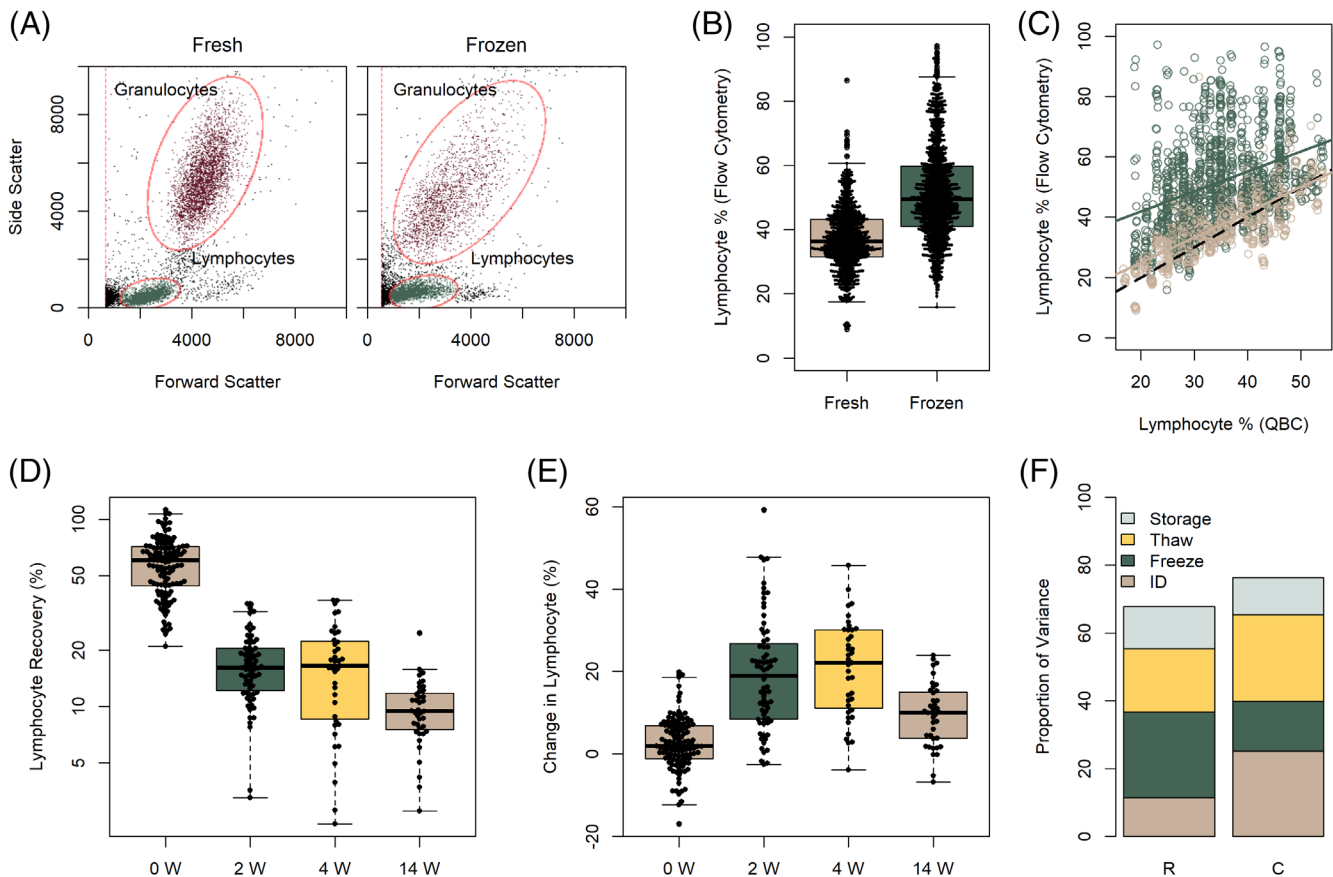 (A)
Fresh
Frozen
Granulocytes
Granulocytes
Lymphocytes
Lymphocytes
Side Scatter
0
4000
8000
0
4000
8000
0
4000
8000
Forward Scatter
Forward Scatter
(B)
Lymphocyte % (Flow Cytometry)
0
20
40
60
80
100
Fresh
Frozen
(C)
Lymphocyte % (Flow Cytometry)
0
20
40
60
80
100
20
30
40
50
Lymphocyte % (QBC)
(D)
Lymphocyte Recovery (%)
5
10
20
50
100
0 W
2 W
4 W
14 W
(E)
Change in Lymphocyte (%)
-20
0
20
40
60
0 W
2 W
4 W
14 W
(F)
Proportion of Variance
0
20
40
60
80
100
Storage
Thaw
Freeze
ID
R
C